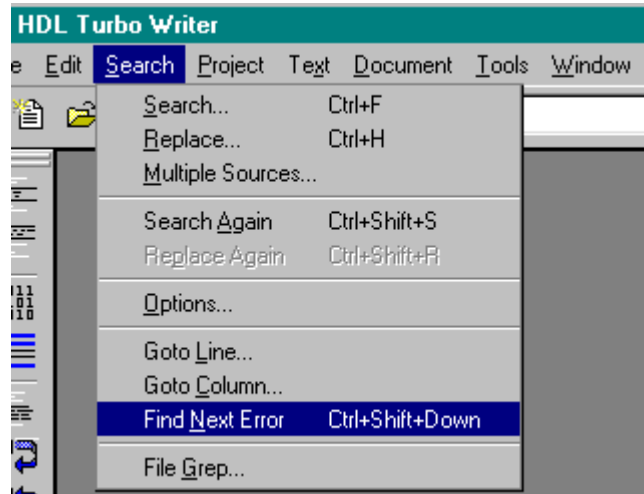 HDL Turbo Writer
e Edit Search Project Text Document Tools Window
Search... Ctrl+F
Replace... Ctrl+H
Multiple Sources...
Search Again Ctrl+Shift+S
Replace Again Ctrl+Shift+R
Options...
Goto Line...
Goto Column...
Find Next Error Ctrl+Shift+Down
File Grep...